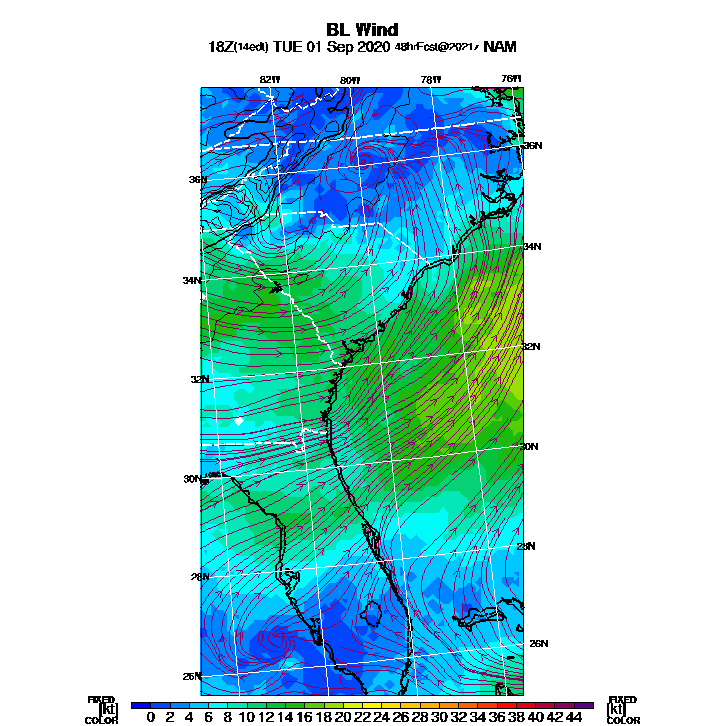 BL Wind
18Z(14edt) TUE 01 Sep 2020 48hrFcst@2021z NAM
82W 80W 78W 76W
36N
36N
34N
34N
32N
32N
30N
30N
28N
28N
26N
26N
FIXED FIXED
[kt] 0 2 4 6 8 10 12 14 16 18 20 22 24 26 28 30 32 34 36 38 40 42 44 [kt]
COLOR COLOR